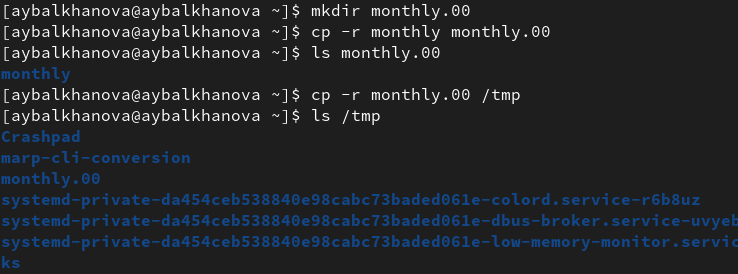 [aybalkhanova@aybalkhanova ~]$ mkdir monthly.00
[aybalkhanova@aybalkhanova ~]$ cp -r monthly monthly.00
[aybalkhanova@aybalkhanova ~]$ ls monthly.00
monthly
[aybalkhanova@aybalkhanova ~]$ cp -r monthly.00 /tmp
[aybalkhanova@aybalkhanova ~]$ ls /tmp
Crashpad
marp-cli-conversion
monthly.00
systemd-private-da454ceb538840e98cabc73baded061e-colord.service-r6b8uz
systemd-private-da454ceb538840e98cabc73baded061e-dbus-broker.service-uvyeb
systemd-private-da454ceb538840e98cabc73baded061e-low-memory-monitor.servic
ks